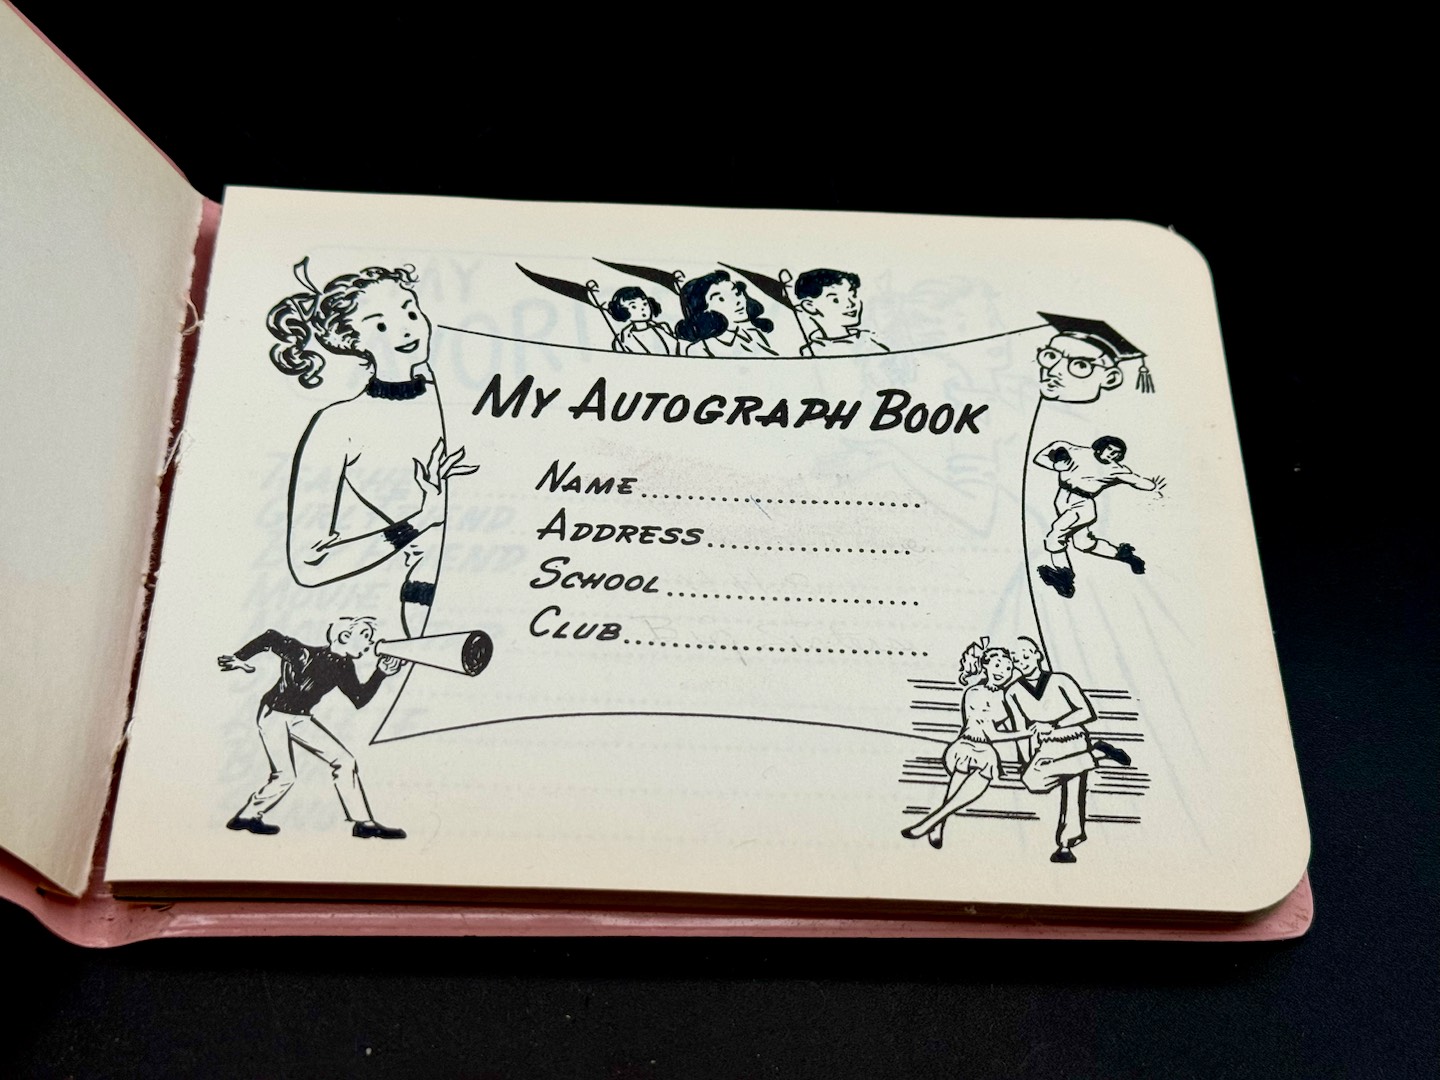 My Autograph Book
Name
Address
School
Club